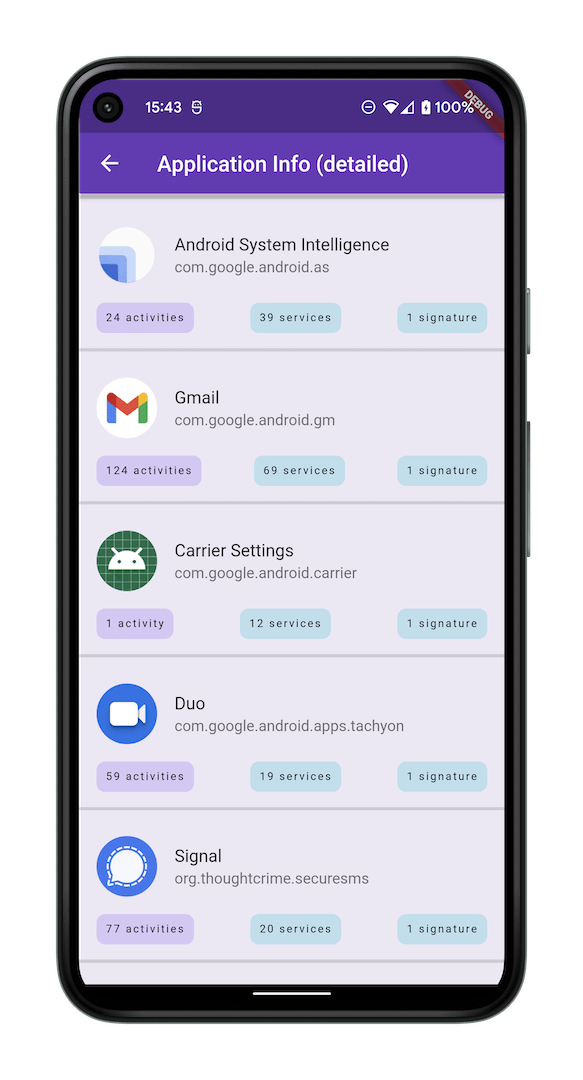 15:43
100%
DEBUG
Application Info (detailed)
Android System Intelligence
com.google.android.as
24 activities 39 services 1 signature
Gmail
com.google.android.gm
124 activities 69 services 1 signature
Carrier Settings
com.google.android.carrier
1 activity 12 services 1 signature
Duo
com.google.android.apps.tachyon
59 activities 19 services 1 signature
Signal
org.thoughtcrime.securesms
77 activities 20 services 1 signature